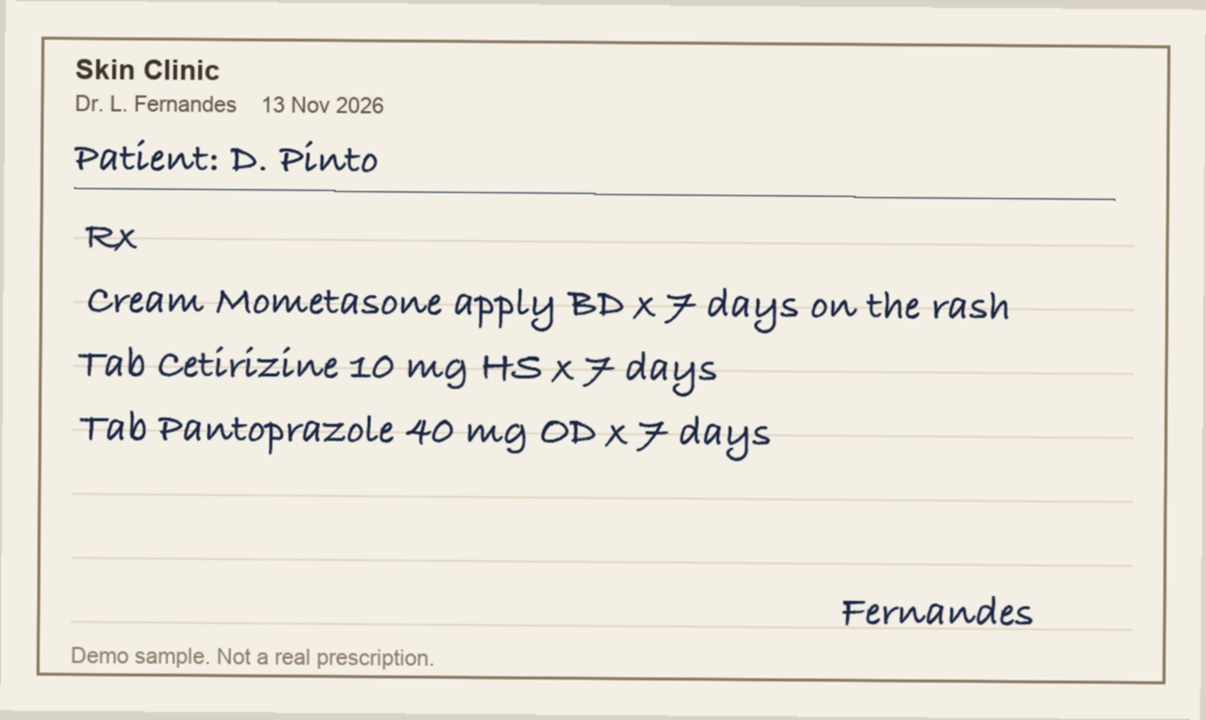 Skin Clinic
Dr. L. Fernandes 13 Nov 2026
Patient: D. Pinto
Rx
Cream Mometasone apply BD x 7 days on the rash
Tab Cetirizine 10 mg HS x 7 days
Tab Pantoprazole 40 mg OD x 7 days
Fernandes
Demo sample. Not a real prescription.